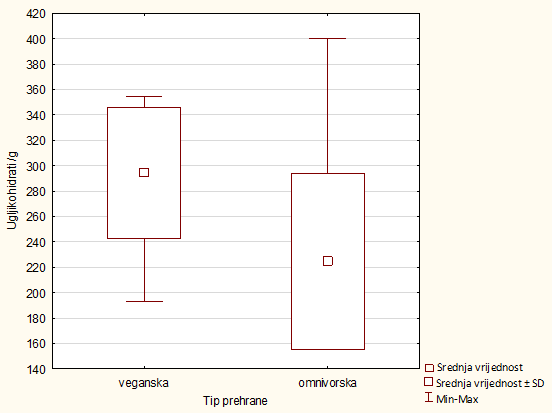 420
400
380
360
340
320
300
280
260
240
220
200
180
160
140
Ugljikohidrati/g
veganska omnivorska
Tip prehrane
Srednja vrijednost
Srednja vrijednost ± SD
Min-Max